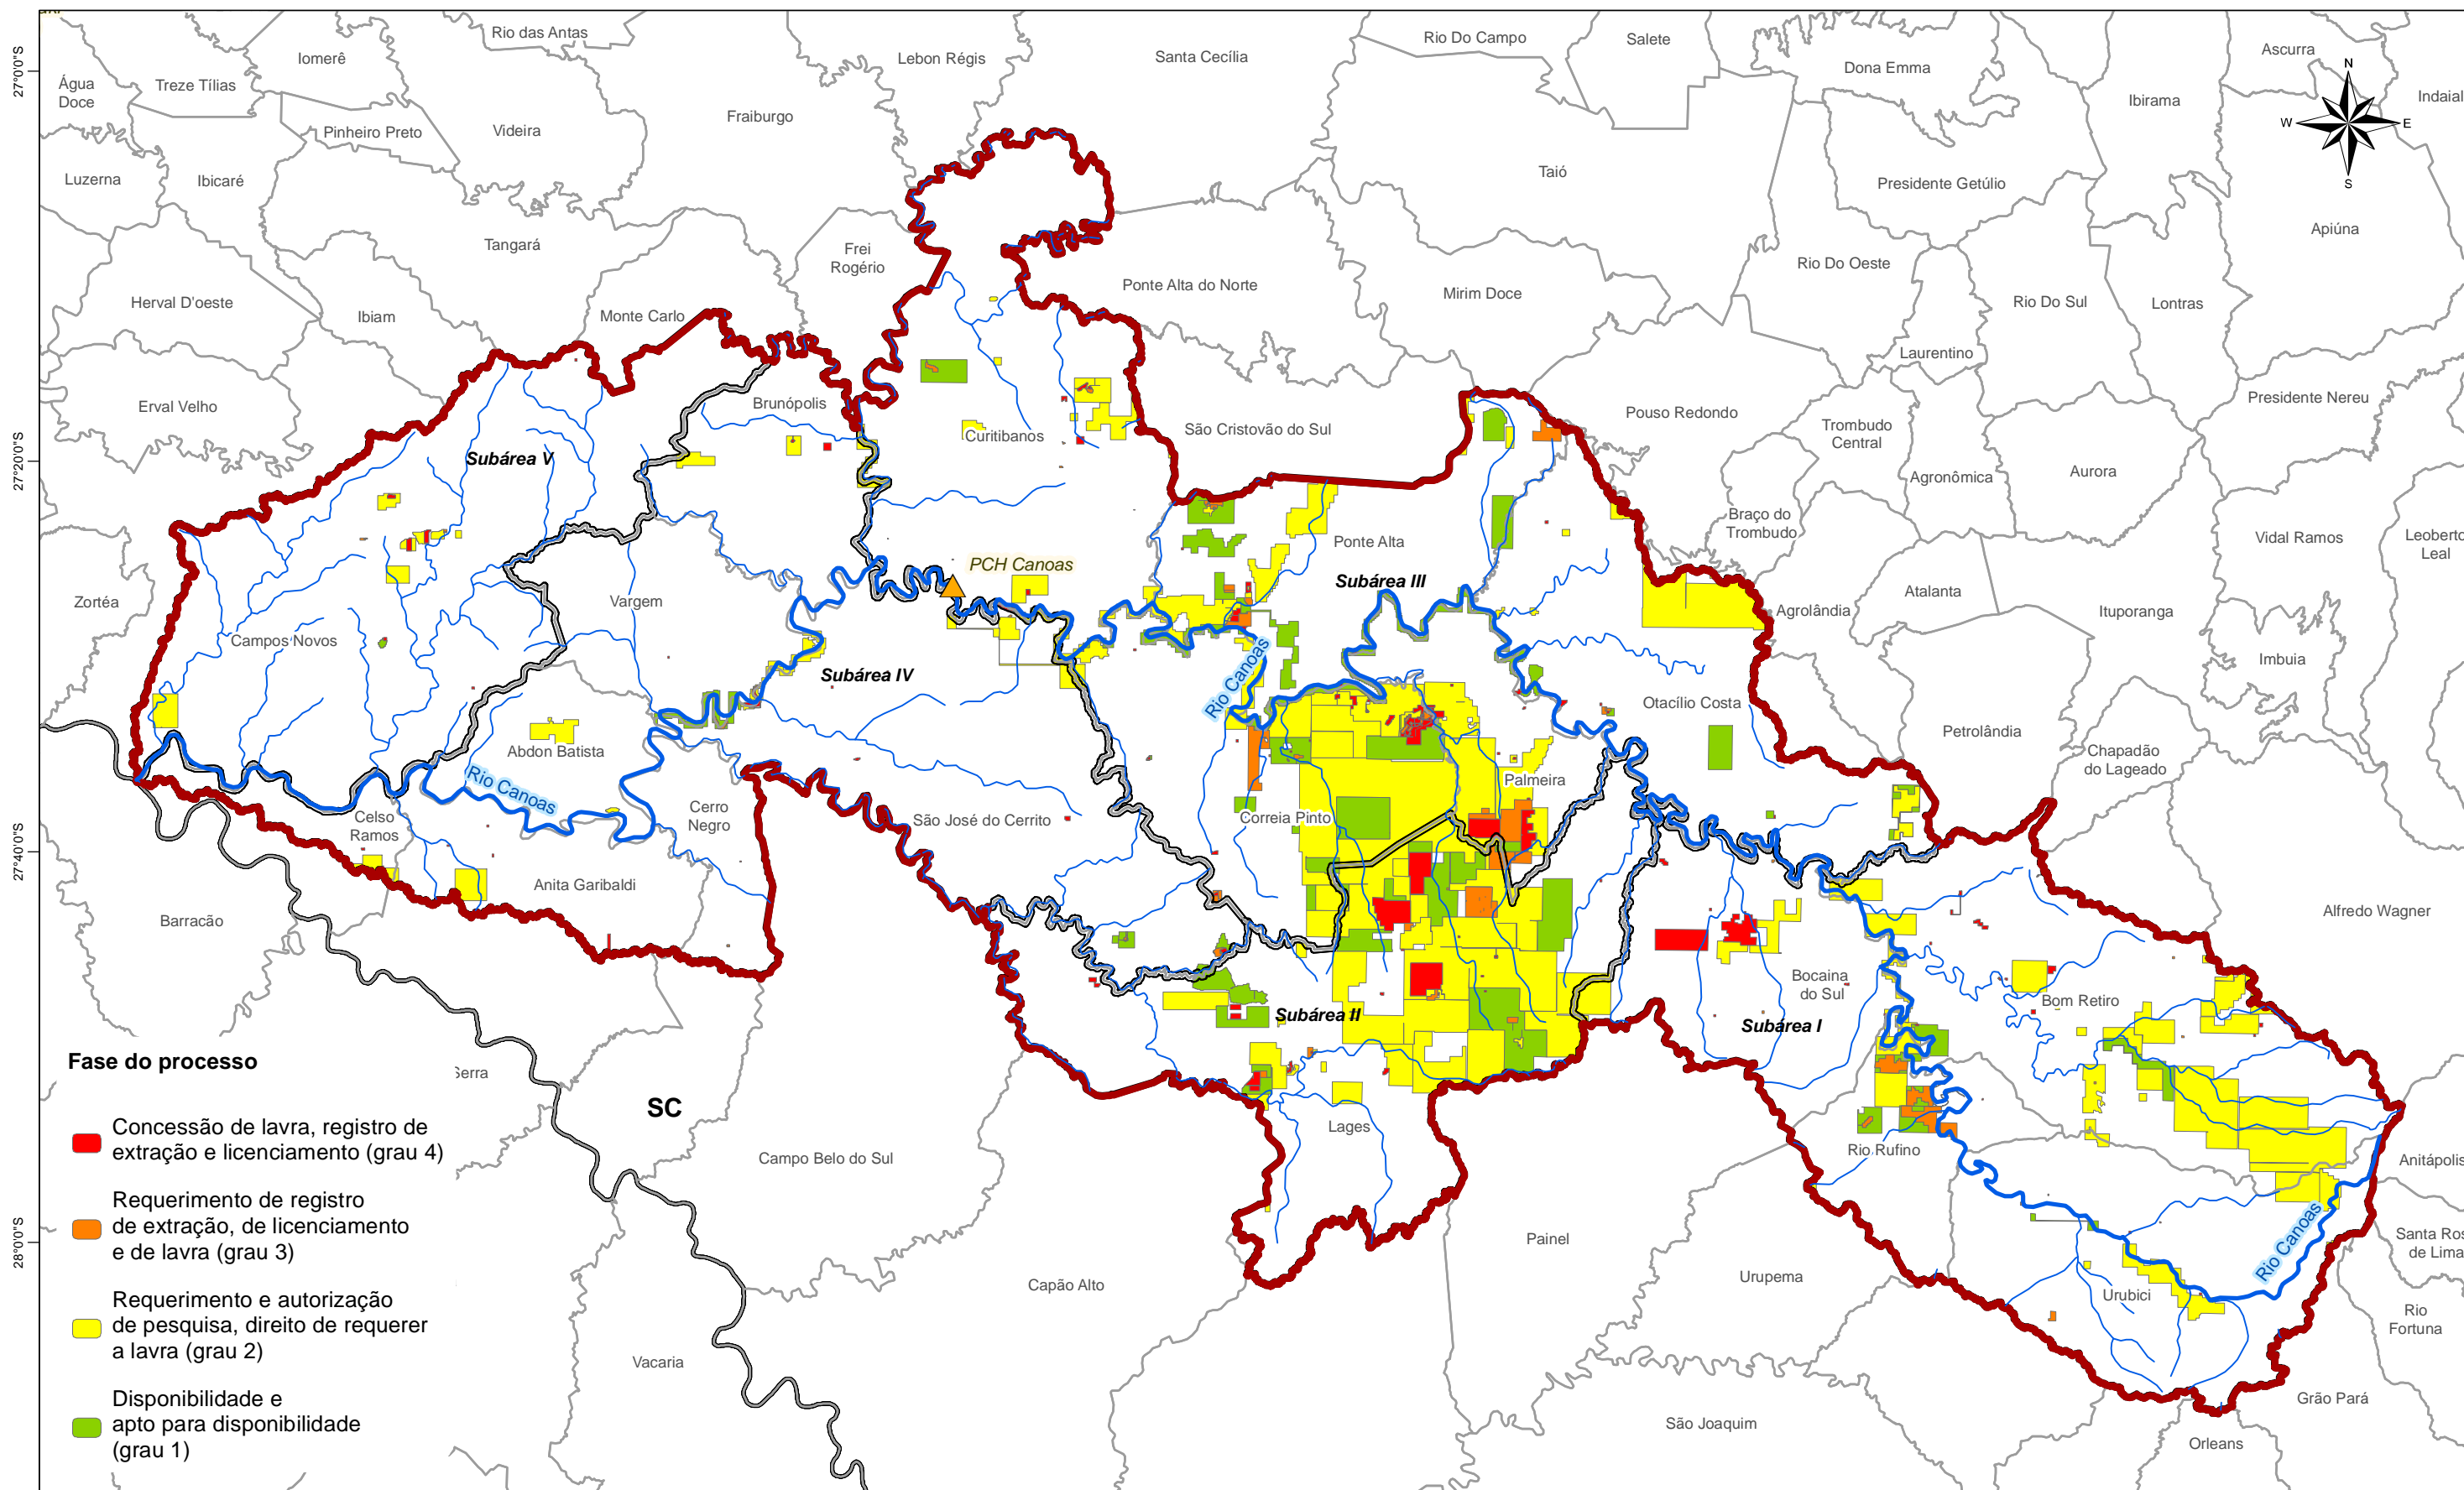 Rio das Antas
Iomerê
Lebon Régis
Santa Cecília
Rio Do Campo
Salete
Ascurra
Dona Emma
N
27°0'0"S
Água
Doce
Treze Tílias
Ibirama
Indaial
Pinheiro Preto
Videira
Fraiburgo
W
E
S
Luzerna
Ibicaré
Taió
Presidente Getúlio
Apiúna
Tangará
Frei
Rogério
Rio Do Oeste
Herval D'oeste
Ibiam
Monte Carlo
Ponte Alta do Norte
Mirim Doce
Rio Do Sul
Lontras
Laurentino
Erval Velho
Brunópolis
Curitibanos
São Cristovão do Sul
Pouso Redondo
Trombudo
Central
Presidente Nereu
27°20'0"S
Subárea V
Agronômica
Aurora
Braço do
Trombudo
Ponte Alta
Vidal Ramos
Leoberto
Leal
PCH Canoas
Subárea III
Zortéa
Vargem
Atalanta
Agrolândia
Ituporanga
Campos Novos
Imbuia
Subárea IV
Rio Canoas
Otacílio Costa
Petrolândia
Abdon Batista
Chapadão
do Lageado
Rio Canoas
Palmeira
Celso
Ramos
Cerro
Negro
São José do Cerrito
Correia Pinto
27°40'0"S
Anita Garibaldi
Barracão
Alfredo Wagner
Bocaina
do Sul
Bom Retiro
Subárea II
Subárea I
Fase do processo
Serra
SC
Lages
Concessão de lavra, registro de
extração e licenciamento (grau 4)
Campo Belo do Sul
Rio Rufino
Anitápolis
Requerimento de registro
de extração, de licenciamento
e de lavra (grau 3)
28°0'0"S
Painel
Rio Canoas
Santa Ros
de Lima
Capão Alto
Urupema
Urubici
Requerimento e autorização
de pesquisa, direito de requerer
a lavra (grau 2)
Rio
Fortuna
Vacaria
Disponibilidade e
apto para disponibilidade
(grau 1)
Grão Pará
São Joaquim
Orleans